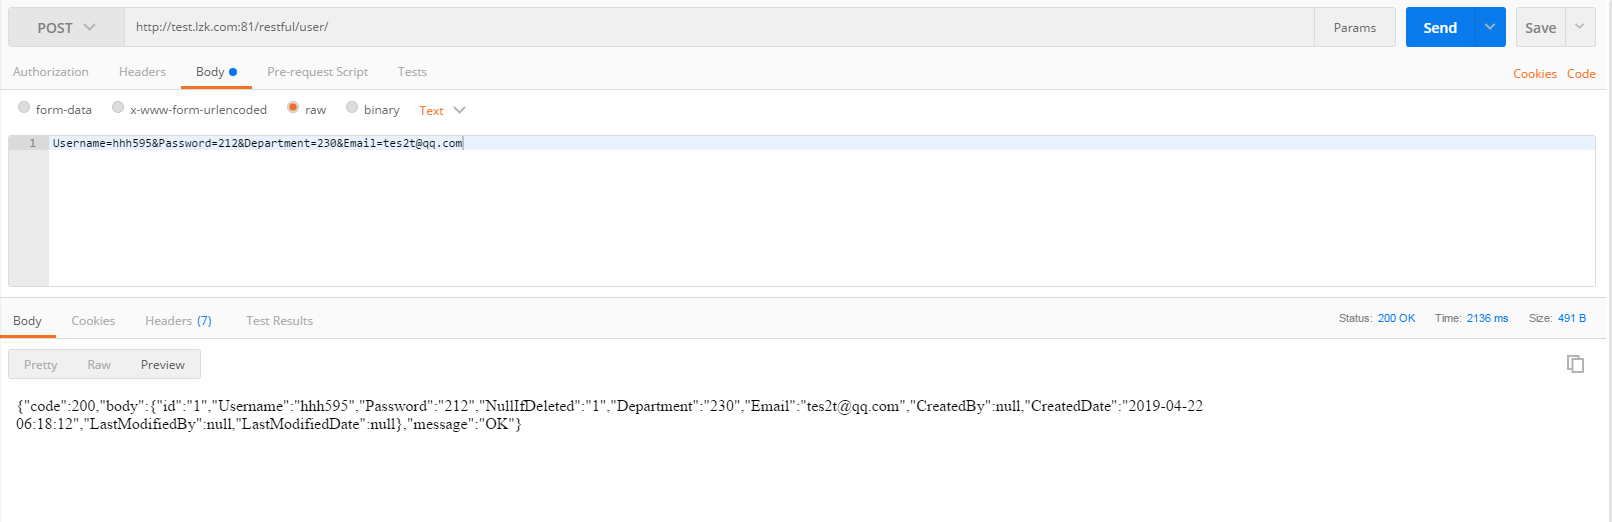 POST http://test.lzk.com:81/restful/user/ Params Send Save
Authorization Headers Body Pre-request Script Tests Cookies Code
form-data x-www-form-urlencoded raw binary Text
1 Username=hhh595&Password=212&Department=230&Email=tes2t@qq.com
Body Cookies Headers (7) Test Results Status: 200 OK Time: 2136 ms Size: 491 B
Pretty Raw Preview
{"code":200,"body":{"id":"1","Username":"hhh595","Password":"212","NullIfDeleted":"1","Department":"230","Email":"tes2t@qq.com","CreatedBy":null,"CreatedDate":"2019-04-22
06:18:12","LastModifiedBy":null,"LastModifiedDate":null},"message":"OK"}